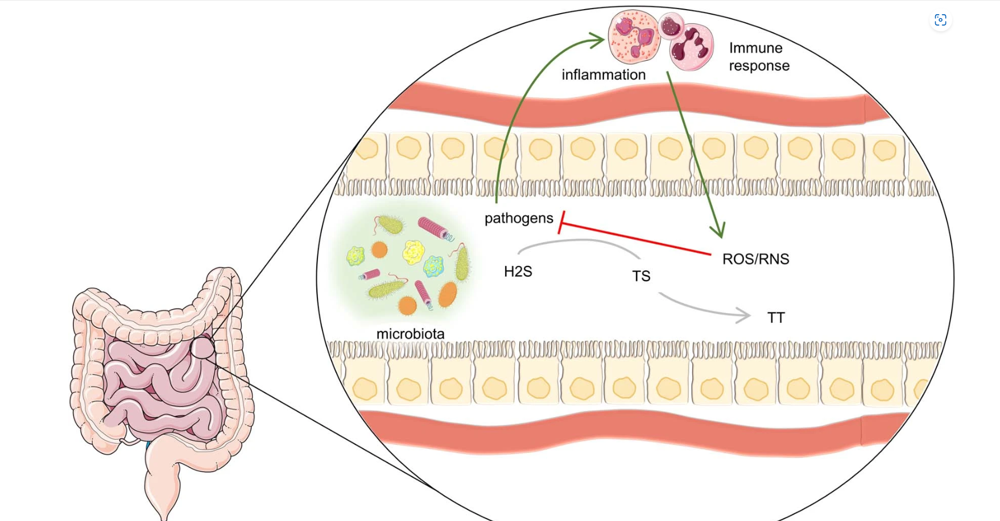 Immune
response
inflammation
pathogens
ROS/RNS
H2S
TS
TT
microbiota